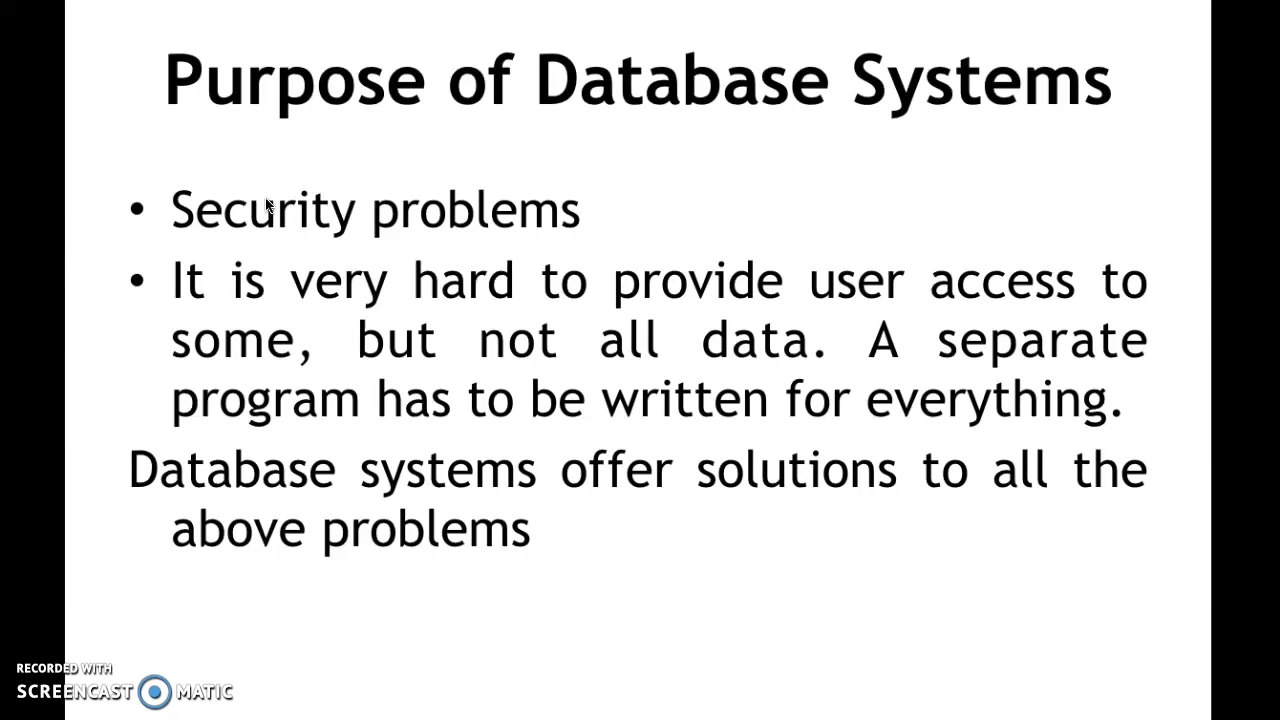 Purpose of Database Systems
• Security problems
• It is very hard to provide user access to
some, but not all data. A separate
program has to be written for everything.
Database systems offer solutions to all the
above problems
RECORDED WITH
SCREENCAST MATIC